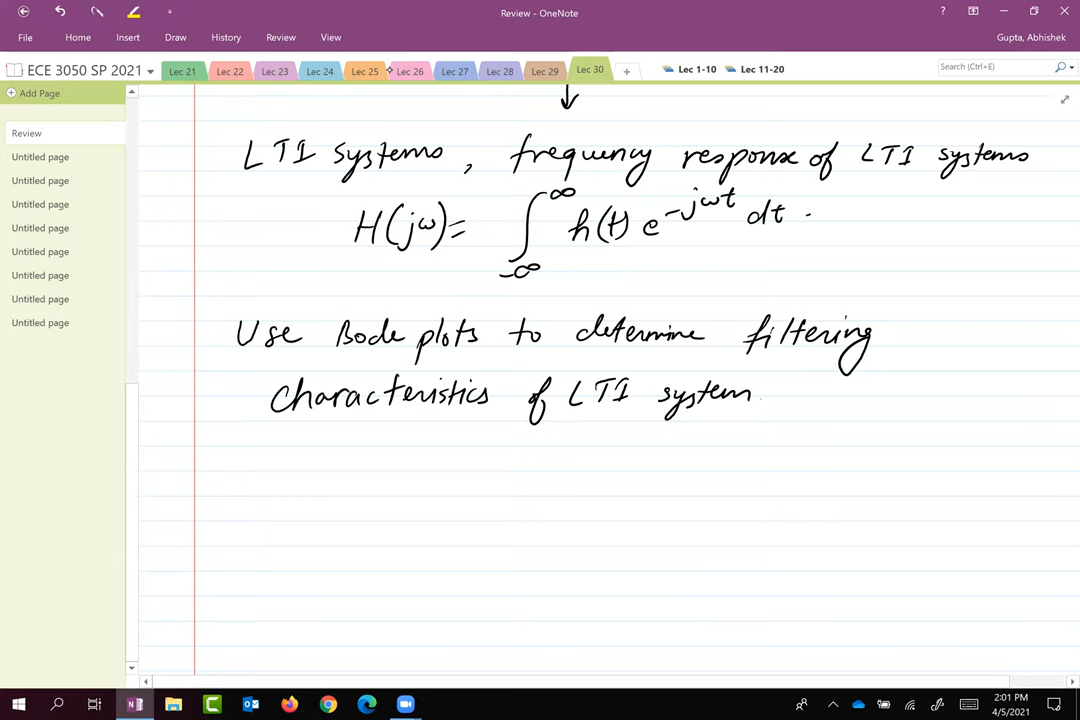 Review - OneNote
?
File Home Insert Draw History Review View
Gupta, Abhishek
ECE 3050 SP 2021
Lec 21 Lec 22 Lec 23 Lec 24 Lec 25 Lec 26 Lec 27 Lec 28 Lec 29 Lec 30 + Lec 1-10 Lec 11-20
Search (Ctrl+E)
Add Page
Review
Untitled page
Untitled page
Untitled page
Untitled page
Untitled page
Untitled page
Untitled page
Untitled page
LTI systems, frequency response of LTI systems
H(jω) = ∫_{-∞}^{∞} h(t) e^{-jωt} dt.
Use Bode plots to determine filtering
characteristics of LTI system.
2:01 PM
4/5/2021